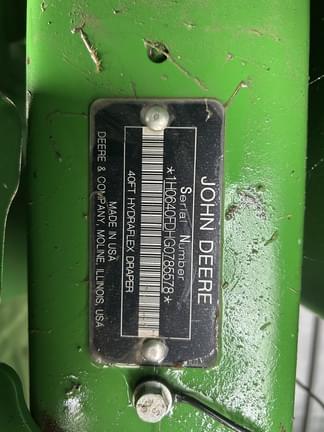 JOHN DEERE
Serial Number
*1H0640FDHG0785578*
40FT HYDRAFLEX DRAPER
MADE IN USA
DEERE & COMPANY, MOLINE, ILLINOIS, USA